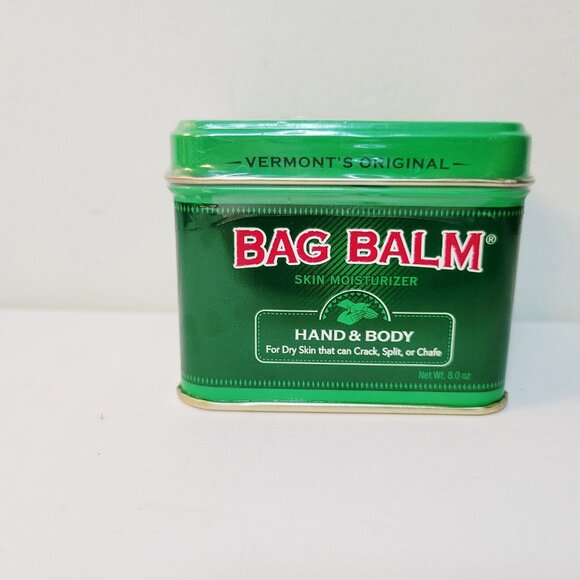 VERMONT'S ORIGINAL
BAG BALM®
SKIN MOISTURIZER
HAND & BODY
For Dry Skin that can Crack, Split, or Chafe
Net Wt. 8.0 oz